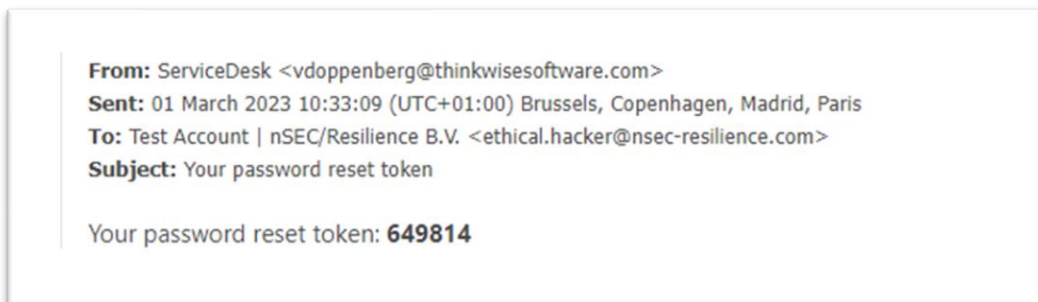 From: ServiceDesk <vdoppenberg@thinkwisesoftware.com>
Sent: 01 March 2023 10:33:09 (UTC+01:00) Brussels, Copenhagen, Madrid, Paris
To: Test Account | nSEC/Resilience B.V. <ethical.hacker@nsec-resilience.com>
Subject: Your password reset token
Your password reset token: 649814